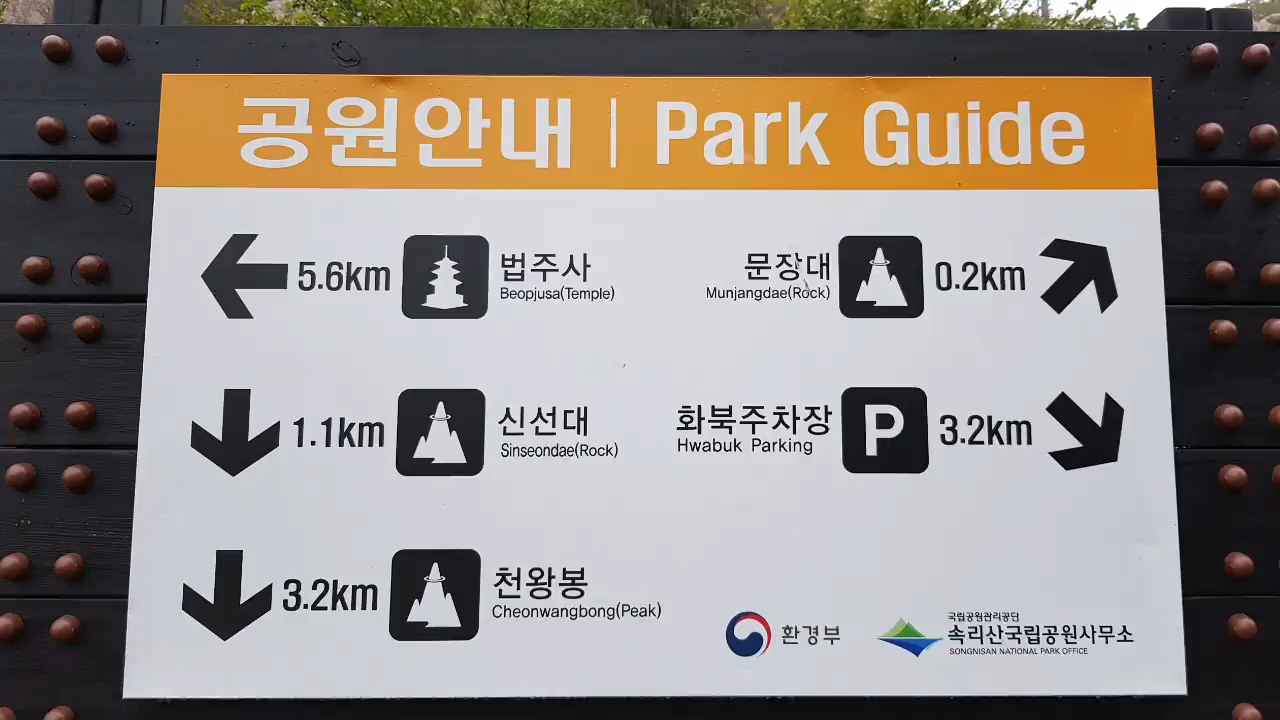 공원안내 | Park Guide
5.6km 법주사
Beopjusa(Temple)
문장대 0.2km
Munjangdae(Rock)
1.1km 신선대
Sinseondae(Rock)
화북주차장 P 3.2km
Hwabuk Parking
3.2km 천왕봉
Cheonwangbong(Peak)
환경부
국립공원관리공단
속리산국립공원사무소
SONGNISAN NATIONAL PARK OFFICE